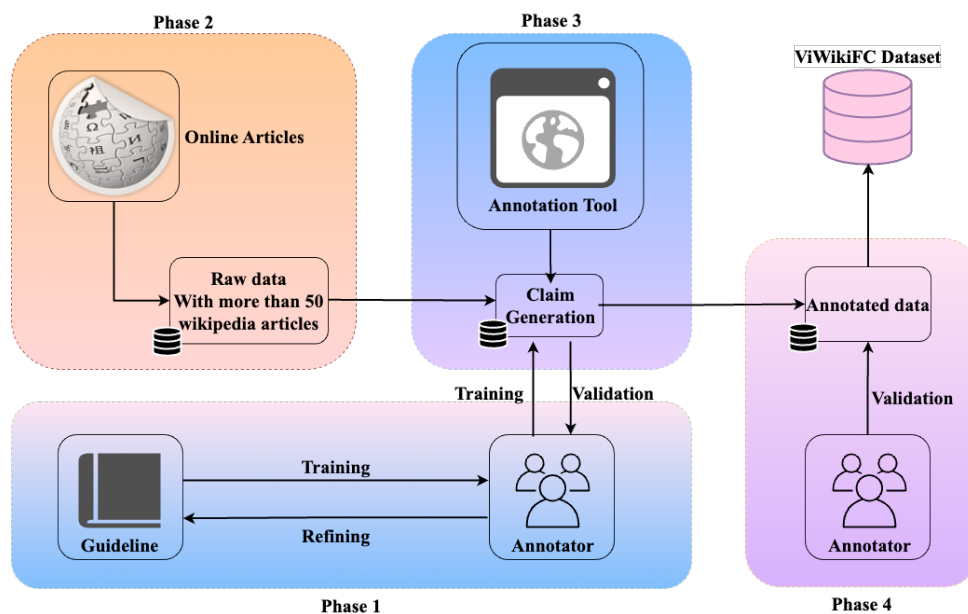 Phase 2
Online Articles
Raw data
With more than 50
wikipedia articles
Phase 3
Annotation Tool
Claim
Generation
Training
Validation
ViWikiFC Dataset
Annotated data
Validation
Annotator
Phase 4
Guideline
Training
Refining
Annotator
Phase 1